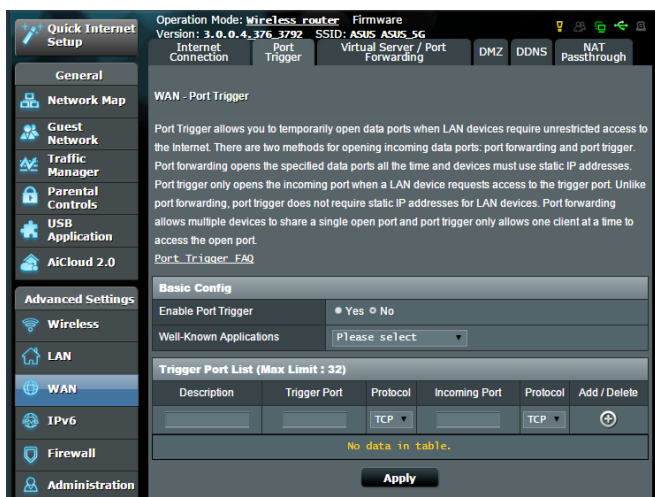 Quick Internet
Setup
General
Network Map
Guest
Network
Traffic
Manager
Parental
Controls
USB
Application
AiCloud 2.0
Advanced Settings
Wireless
LAN
WAN
IPv6
Firewall
Administration
Operation Mode: Wireless router Firmware
Version: 3.0.0.4.376_3792 SSID: ASUS ASUS_5G
Internet
Connection
Port
Trigger
Virtual Server / Port
Forwarding
DMZ
DDNS
NAT
Passthrough
WAN - Port Trigger
Port Trigger allows you to temporarily open data ports when LAN devices require unrestricted access to
the Internet. There are two methods for opening incoming data ports: port forwarding and port trigger.
Port forwarding opens the specified data ports all the time and devices must use static IP addresses.
Port trigger only opens the incoming port when a LAN device requests access to the trigger port. Unlike
port forwarding, port trigger does not require static IP addresses for LAN devices. Port forwarding
allows multiple devices to share a single open port and port trigger only allows one client at a time to
access the open port.
Port Trigger FAQ
Basic Config
Enable Port Trigger Yes No
Well-Known Applications Please select
Trigger Port List (Max Limit : 32)
Description Trigger Port Protocol Incoming Port Protocol Add / Delete
TCP TCP
No data in table.
Apply